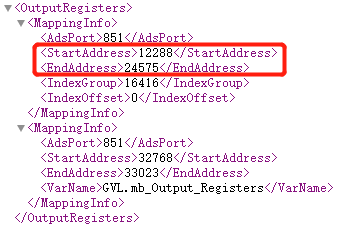 <OutputRegisters>
<MappingInfo>
<AdsPort>851</AdsPort>
<StartAddress>12288</StartAddress>
<EndAddress>24575</EndAddress>
<IndexGroup>16416</IndexGroup>
<IndexOffset>0</IndexOffset>
</MappingInfo>
<MappingInfo>
<AdsPort>851</AdsPort>
<StartAddress>32768</StartAddress>
<EndAddress>33023</EndAddress>
<VarName>GVL.mb_Output_Registers</VarName>
</MappingInfo>
</OutputRegisters>